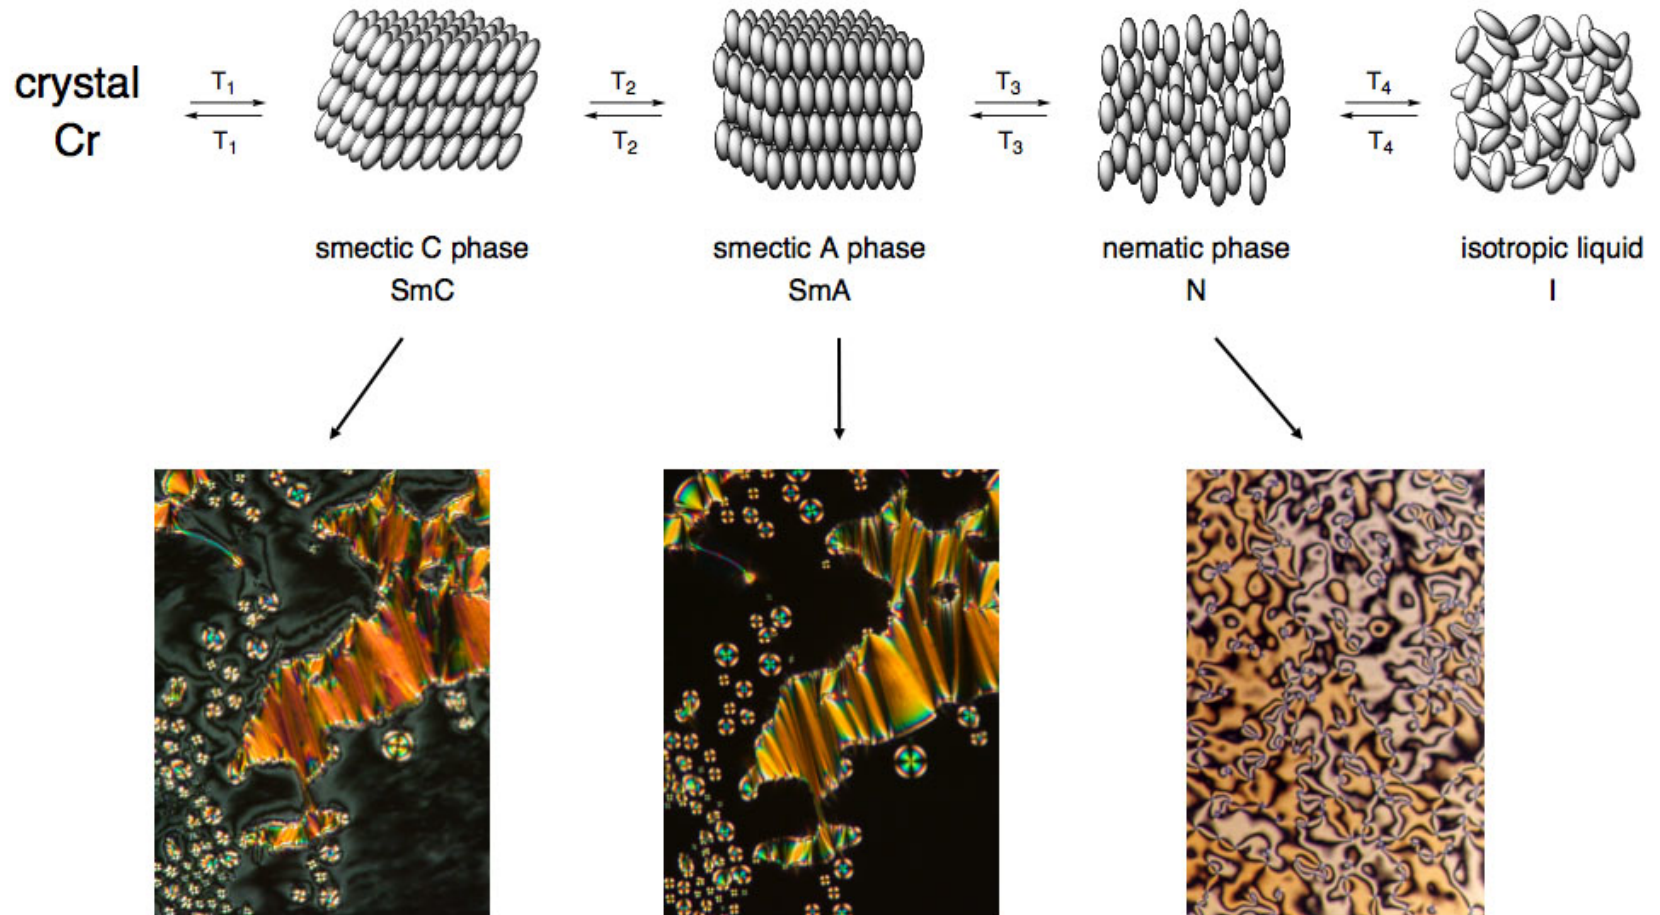 crystal
Cr
T1
T1
T2
T2
T3
T3
T4
T4
smectic C phase
SmC
smectic A phase
SmA
nematic phase
N
isotropic liquid
I